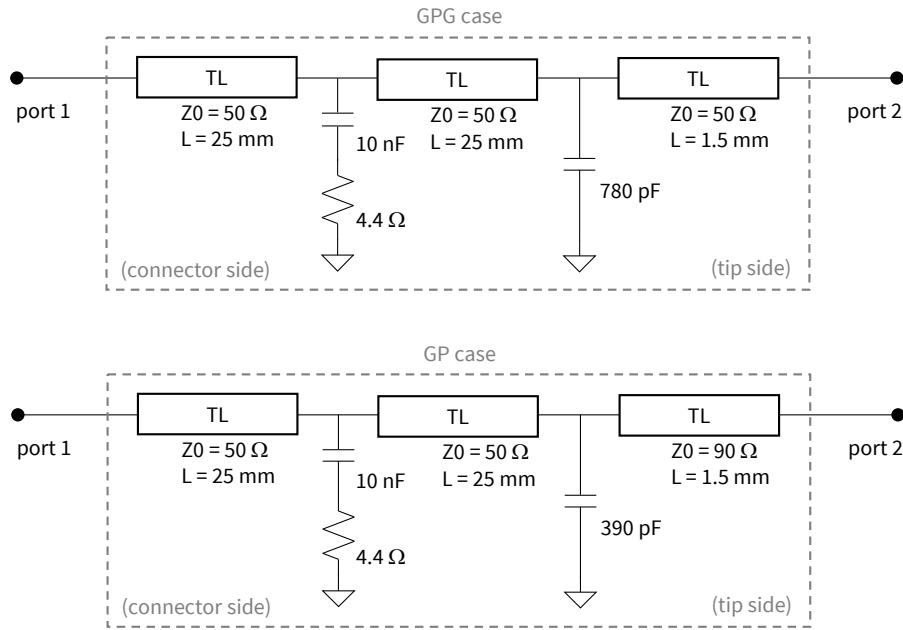 GPG case
TL
TL
TL
port 1
port 2
Z0 = 50 Ω
L = 25 mm
10 nF
Z0 = 50 Ω
L = 25 mm
Z0 = 50 Ω
L = 1.5 mm
780 pF
4.4 Ω
(connector side)
(tip side)
GP case
TL
TL
TL
port 1
port 2
Z0 = 50 Ω
L = 25 mm
10 nF
Z0 = 50 Ω
L = 25 mm
Z0 = 90 Ω
L = 1.5 mm
390 pF
4.4 Ω
(connector side)
(tip side)